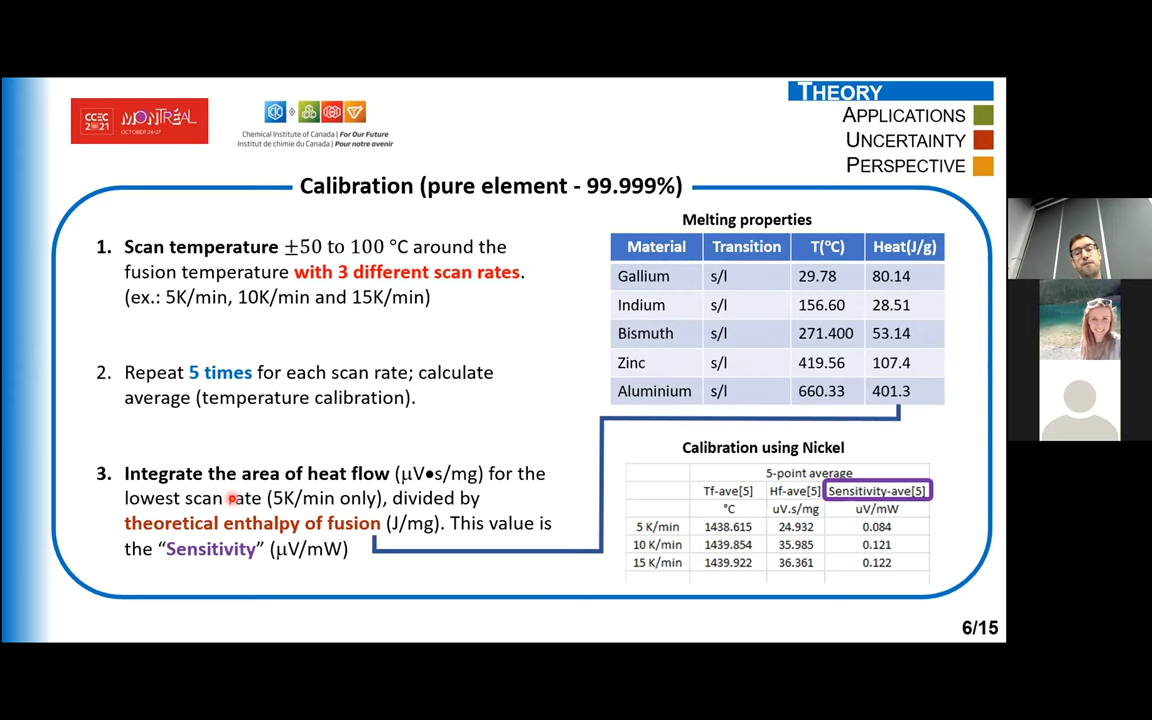 CCEC
2021
MONTRÉAL
OCTOBER 24-27
Chemical Institute of Canada | For Our Future
Institut de chimie du Canada | Pour notre avenir
THEORY
APPLICATIONS
UNCERTAINTY
PERSPECTIVE
Calibration (pure element - 99.999%)
1. Scan temperature ±50 to 100 °C around the
fusion temperature with 3 different scan rates.
(ex.: 5K/min, 10K/min and 15K/min)
2. Repeat 5 times for each scan rate; calculate
average (temperature calibration).
3. Integrate the area of heat flow (μV•s/mg) for the
lowest scan rate (5K/min only), divided by
theoretical enthalpy of fusion (J/mg). This value is
the “Sensitivity” (μV/mW)
Melting properties
Material Transition T(℃) Heat(J/g)
Gallium s/l 29.78 80.14
Indium s/l 156.60 28.51
Bismuth s/l 271.400 53.14
Zinc s/l 419.56 107.4
Aluminium s/l 660.33 401.3
Calibration using Nickel
5-point average
Tf-ave[5] Hf-ave[5] Sensitivity-ave[5]
°C uV.s/mg uV/mW
5 K/min 1438.615 24.932 0.084
10 K/min 1439.854 35.985 0.121
15 K/min 1439.922 36.361 0.122
6/15